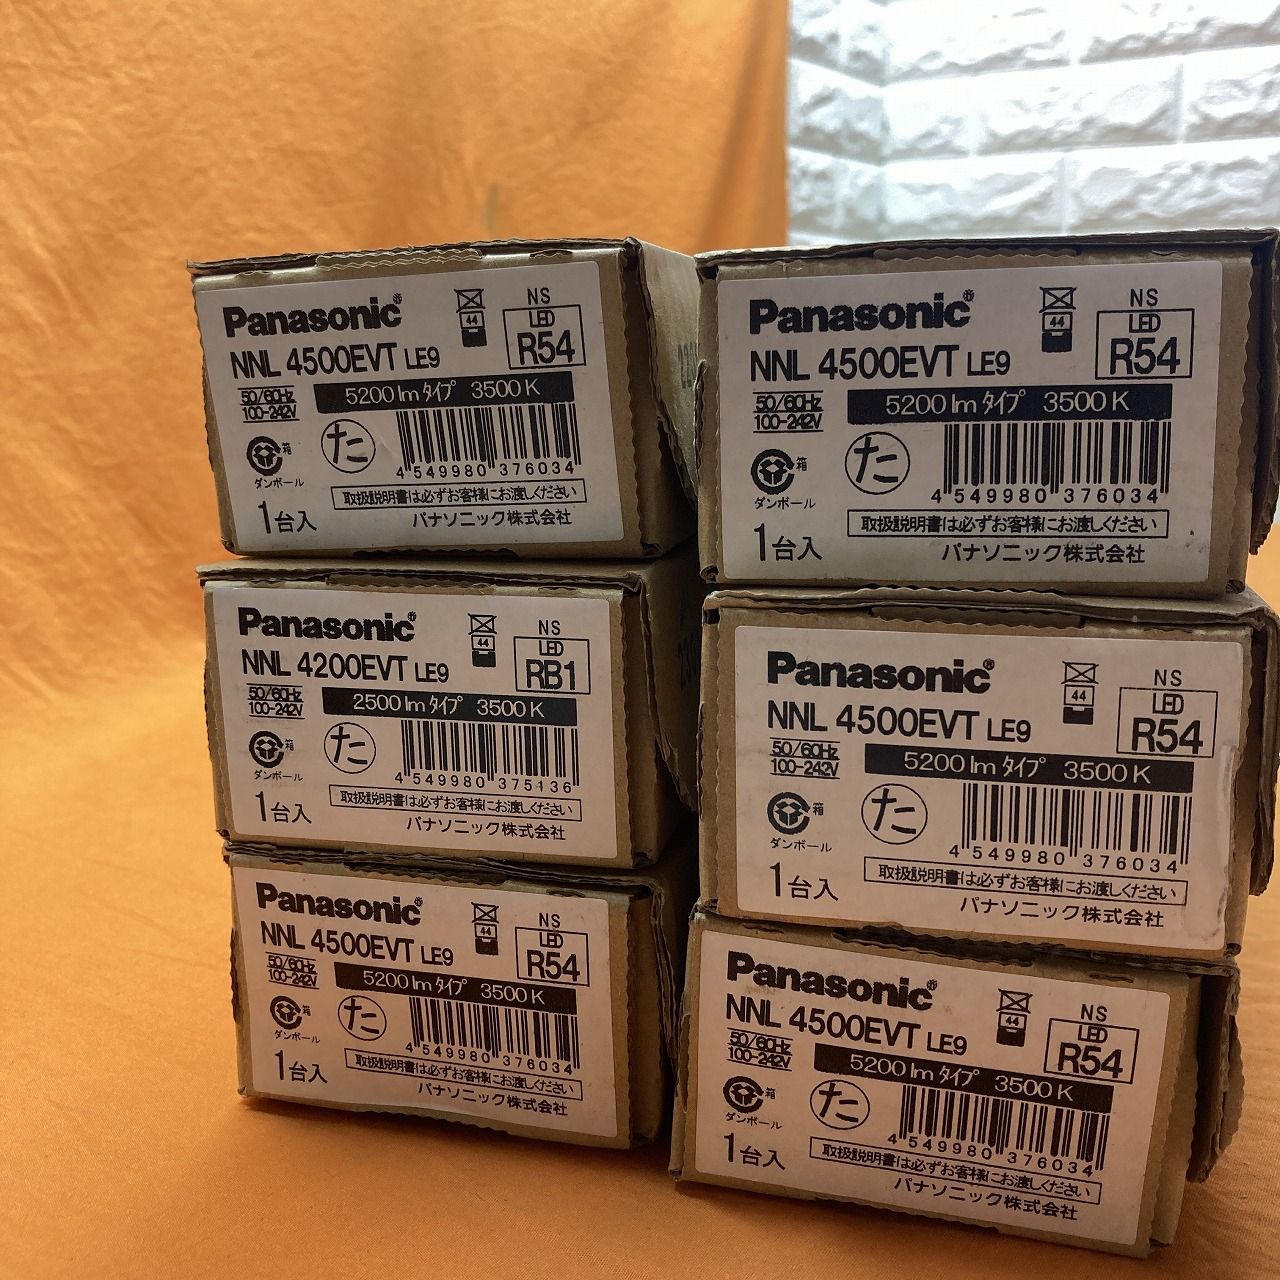 Panasonic®
NNL 4500EVT LE9
44
NS
LED
R54
50/60Hz
100-242V
5200 lm タイプ 3500 K
箱
ダンボール
た
4 549980 376034
取扱説明書は必ずお客様にお渡しください
1台入
パナソニック株式会社
Panasonic®
NNL 4500EVT LE9
44
NS
LED
R54
50/60Hz
100-242V
5200 lm タイプ 3500 K
箱
ダンボール
た
4 549980 376034
取扱説明書は必ずお客様にお渡しください
1台入
パナソニック株式会社
Panasonic®
NNL 4200EVT LE9
44
NS
LED
RB1
50/60Hz
100-242V
2500 lm タイプ 3500 K
箱
ダンボール
た
4 549980 375136
取扱説明書は必ずお客様にお渡しください
1台入
パナソニック株式会社
Panasonic®
NNL 4500EVT LE9
44
NS
LED
R54
50/60Hz
100-242V
5200 lm タイプ 3500 K
箱
ダンボール
た
4 549980 376034
取扱説明書は必ずお客様にお渡しください
1台入
パナソニック株式会社
Panasonic®
NNL 4500EVT LE9
44
NS
LED
R54
50/60Hz
100-242V
5200 lm タイプ 3500 K
箱
ダンボール
た
4 549980 376034
取扱説明書は必ずお客様にお渡しください
1台入
パナソニック株式会社
Panasonic®
NNL 4500EVT LE9
44
NS
LED
R54
50/60Hz
100-242V
5200 lm タイプ 3500 K
箱
ダンボール
た
4 549980 376034
取扱説明書は必ずお客様にお渡しください
1台入
パナソニック株式会社